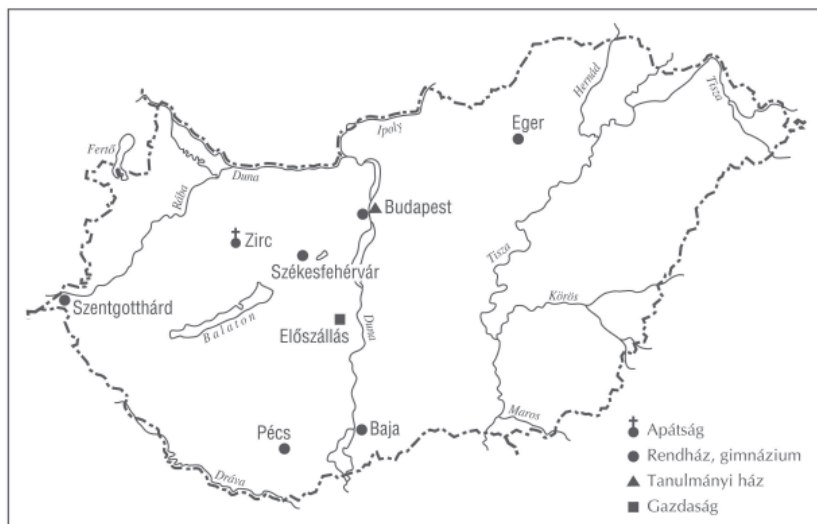 Hernád
Tisza
Ipoly
Eger
Fertő
Duna
Rába
Budapest
Zirc
Székesfehérvár
Tisza
Szentgotthárd
Balaton
Előszállás
Duna
Körös
Maros
Pécs
Baja
Dráva
Apátság
Rendház, gimnázium
Tanulmányi ház
Gazdaság